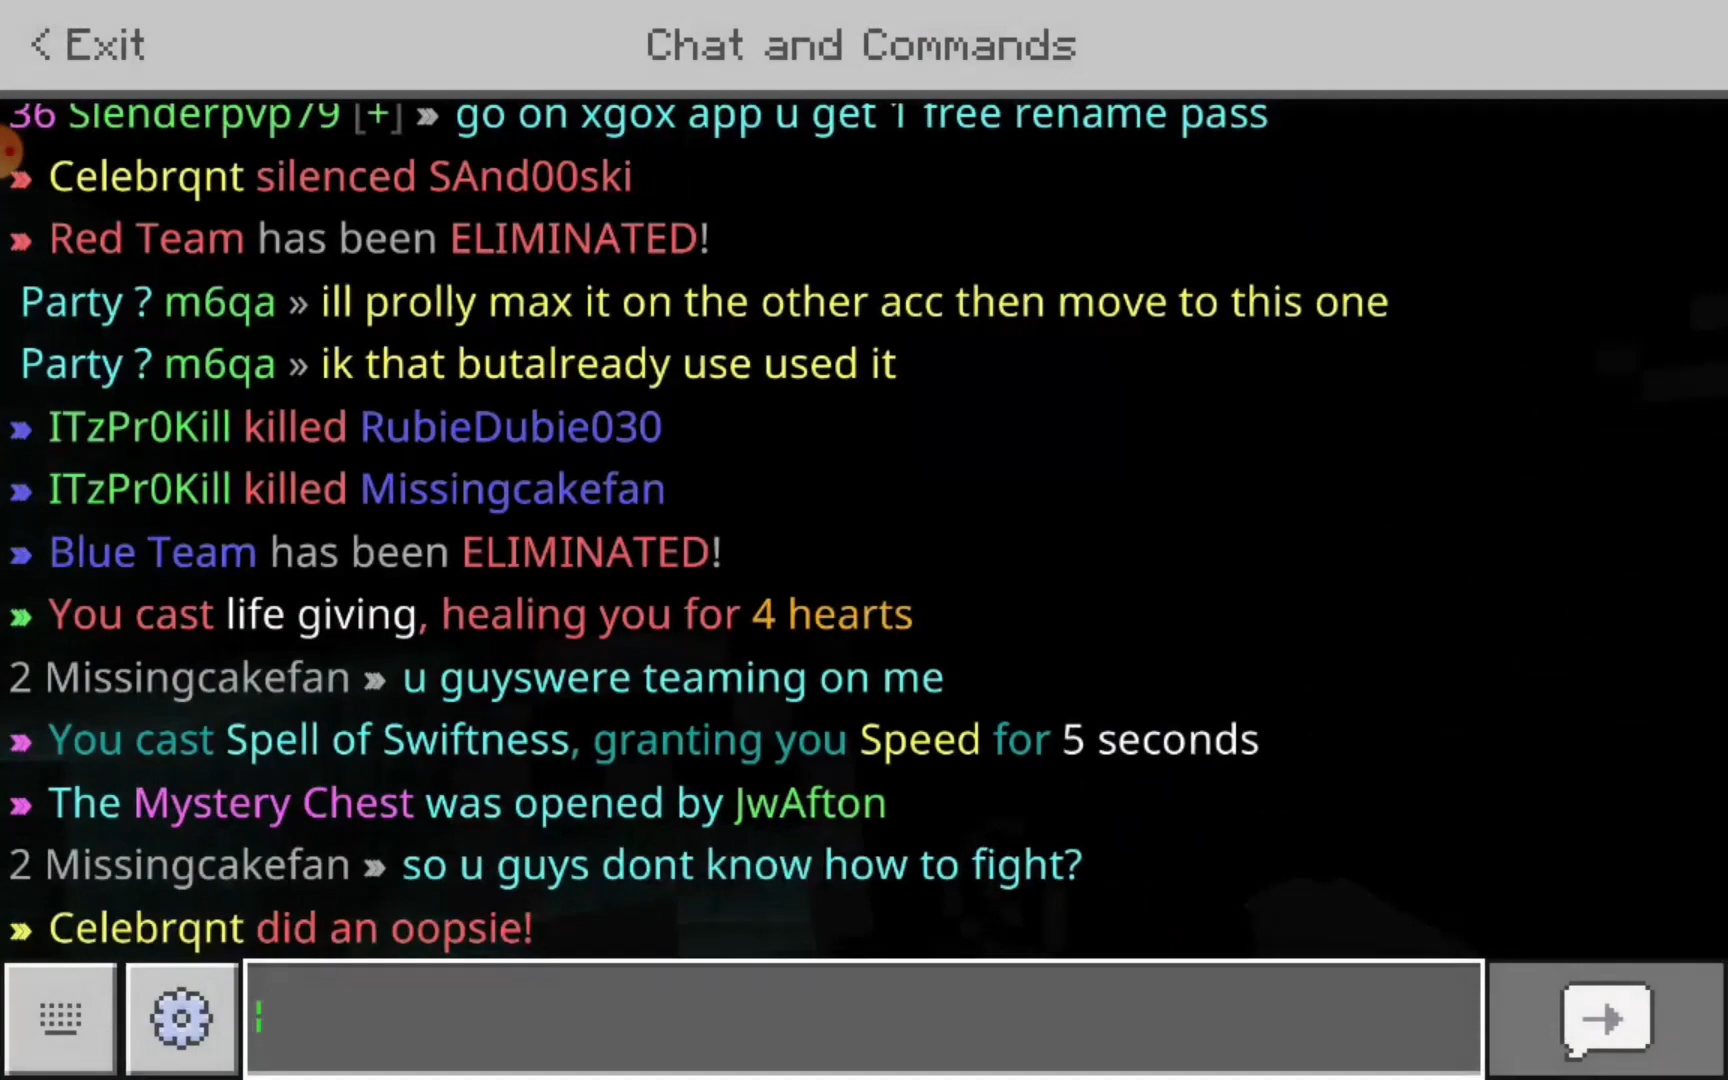 < Exit
Chat and Commands
36 Slenderpvp79 [+] » go on xgox app u get 1 free rename pass
» Celebrqnt silenced SAnd00ski
» Red Team has been ELIMINATED!
Party ? m6qa » ill prolly max it on the other acc then move to this one
Party ? m6qa » ik that butalready use used it
» ITzPr0Kill killed RubieDubie030
» ITzPr0Kill killed Missingcakefan
» Blue Team has been ELIMINATED!
» You cast life giving, healing you for 4 hearts
2 Missingcakefan » u guyswere teaming on me
» You cast Spell of Swiftness, granting you Speed for 5 seconds
» The Mystery Chest was opened by JwAfton
2 Missingcakefan » so u guys dont know how to fight?
» Celebrqnt did an oopsie!